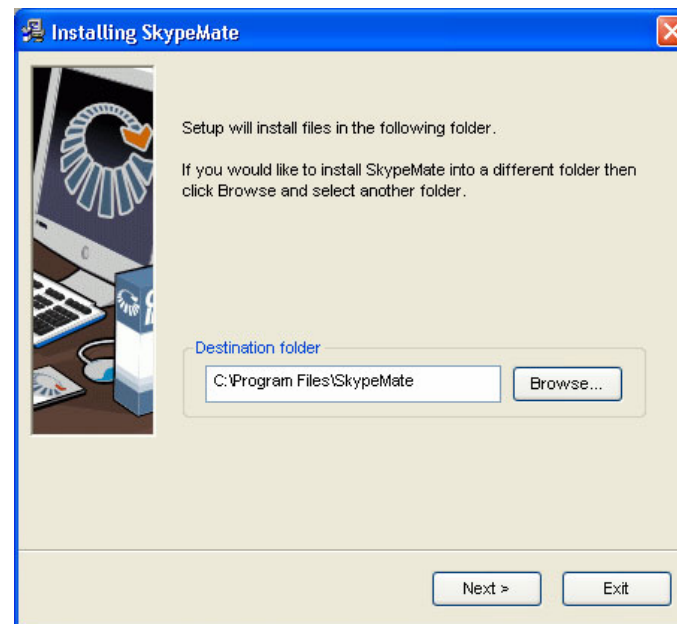 Installing SkypeMate
Setup will install files in the following folder.
If you would like to install SkypeMate into a different folder then
click Browse and select another folder.
Destination folder
C:\Program Files\SkypeMate
Browse...
Next >
Exit